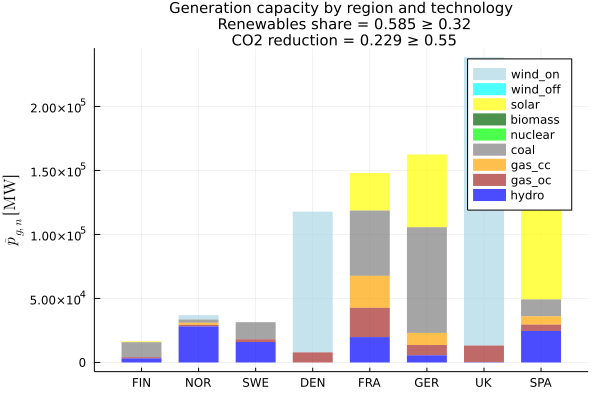 Generation capacity by region and technology
Renewables share = 0.585 ≥ 0.32
CO2 reduction = 0.229 ≥ 0.55
wind_on
wind_off
solar
biomass
nuclear
coal
gas_cc
gas_oc
hydro
p̄_{g,n} [MW]
2.00×10⁵
1.50×10⁵
1.00×10⁵
5.00×10⁴
0
FIN NOR SWE DEN FRA GER UK SPA